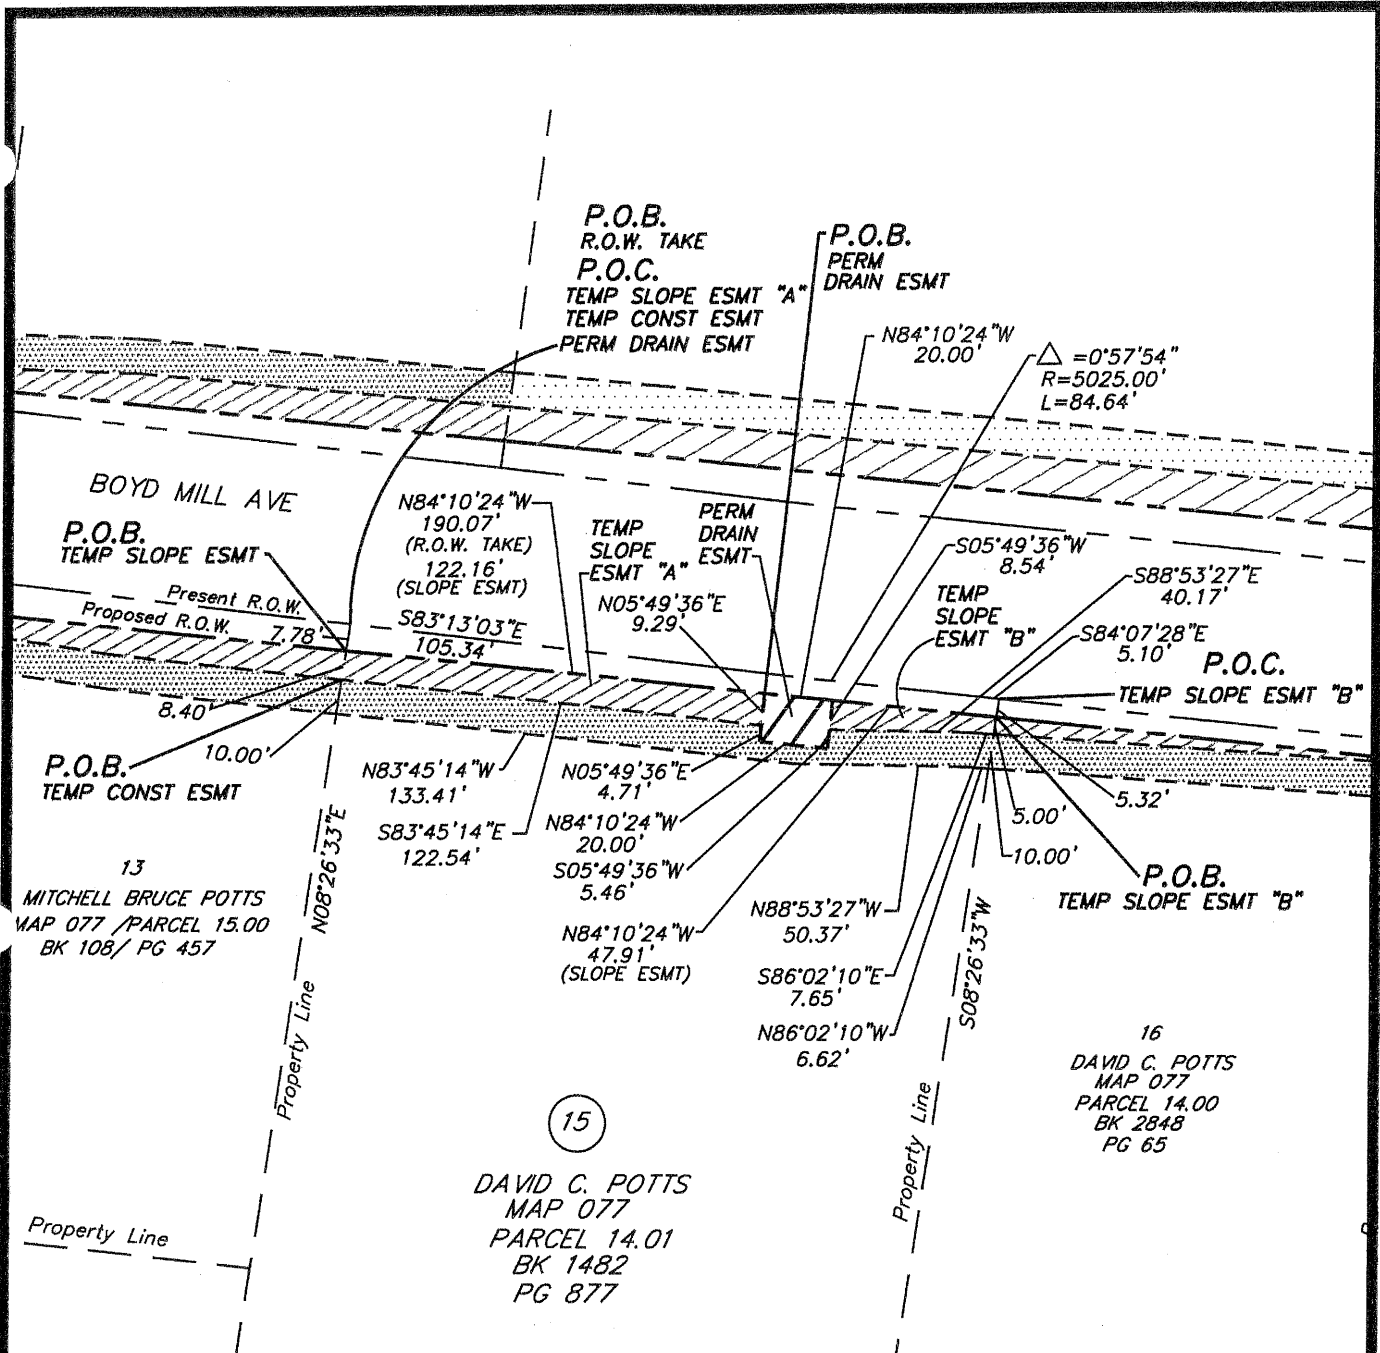 P.O.B.
R.O.W. TAKE
P.O.C.
TEMP SLOPE ESMT "A"
TEMP CONST ESMT
PERM DRAIN ESMT
P.O.B.
PERM
DRAIN ESMT
N84°10'24"W
20.00'
△ =0°57'54"
R=5025.00'
L=84.64'
BOYD MILL AVE
P.O.B.
TEMP SLOPE ESMT
N84°10'24"W
190.07'
(R.O.W. TAKE)
122.16'
(SLOPE ESMT)
TEMP
SLOPE
ESMT "A"
PERM
DRAIN
ESMT
S05°49'36"W
8.54'
S88°53'27"E
40.17'
Present R.O.W.
Proposed R.O.W.
7.78'
S83°13'03"E
105.34'
N05°49'36"E
9.29'
TEMP
SLOPE
ESMT "B"
S84°07'28"E
5.10'
P.O.C.
TEMP SLOPE ESMT "B"
8.40'
10.00'
P.O.B.
TEMP CONST ESMT
N83°45'14"W
133.41'
S83°45'14"E
122.54'
N05°49'36"E
4.71'
N84°10'24"W
20.00'
S05°49'36"W
5.46'
N84°10'24"W
47.91'
(SLOPE ESMT)
5.32'
5.00'
10.00'
P.O.B.
TEMP SLOPE ESMT "B"
N88°53'27"W
50.37'
S86°02'10"E
7.65'
N86°02'10"W
6.62'
13
MITCHELL BRUCE POTTS
MAP 077 /PARCEL 15.00
BK 108/ PG 457
N08°26'33"E
Property Line
S08°26'33"W
Property Line
16
DAVID C. POTTS
MAP 077
PARCEL 14.00
BK 2848
PG 65
15
DAVID C. POTTS
MAP 077
PARCEL 14.01
BK 1482
PG 877
Property Line